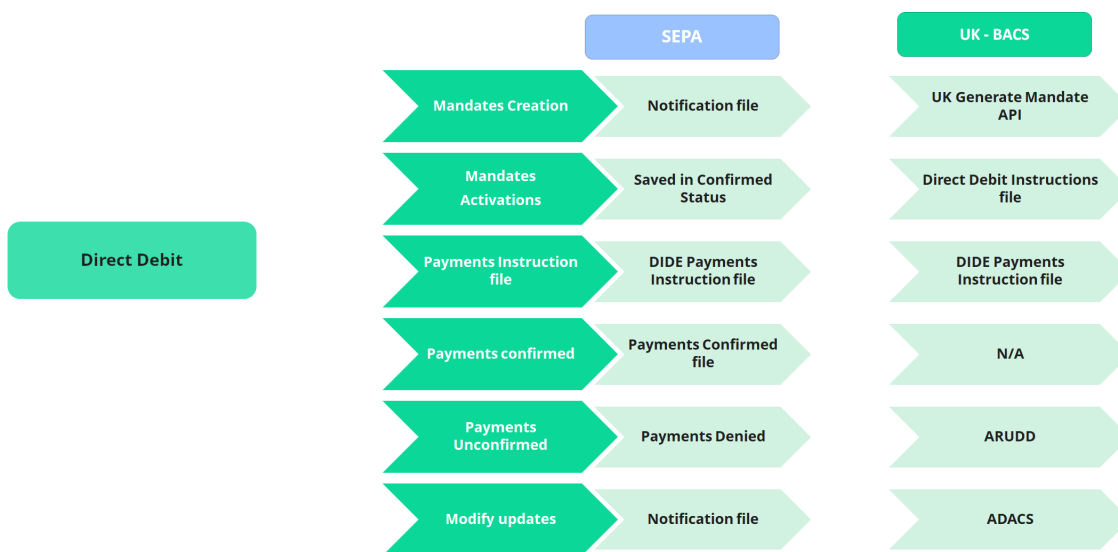 SEPA
UK - BACS
Mandates Creation
Notification file
UK Generate Mandate
API
Mandates
Activations
Saved in Confirmed
Status
Direct Debit Instructions
file
Direct Debit
Payments Instruction
file
DIDE Payments
Instruction file
DIDE Payments
Instruction file
Payments confirmed
Payments Confirmed
file
N/A
Payments
Unconfirmed
Payments Denied
ARUDD
Modify updates
Notification file
ADACS